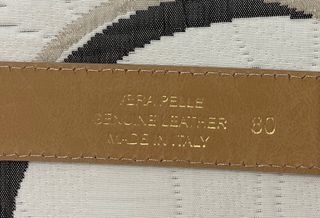 VERA PELLE
GENUINE LEATHER 80
MADE IN ITALY